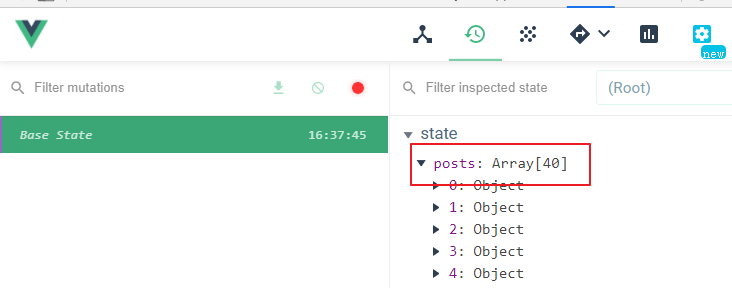 new
Filter mutations
Filter inspected state
(Root)
Base State
16:37:45
state
posts: Array[40]
0: Object
1: Object
2: Object
3: Object
4: Object